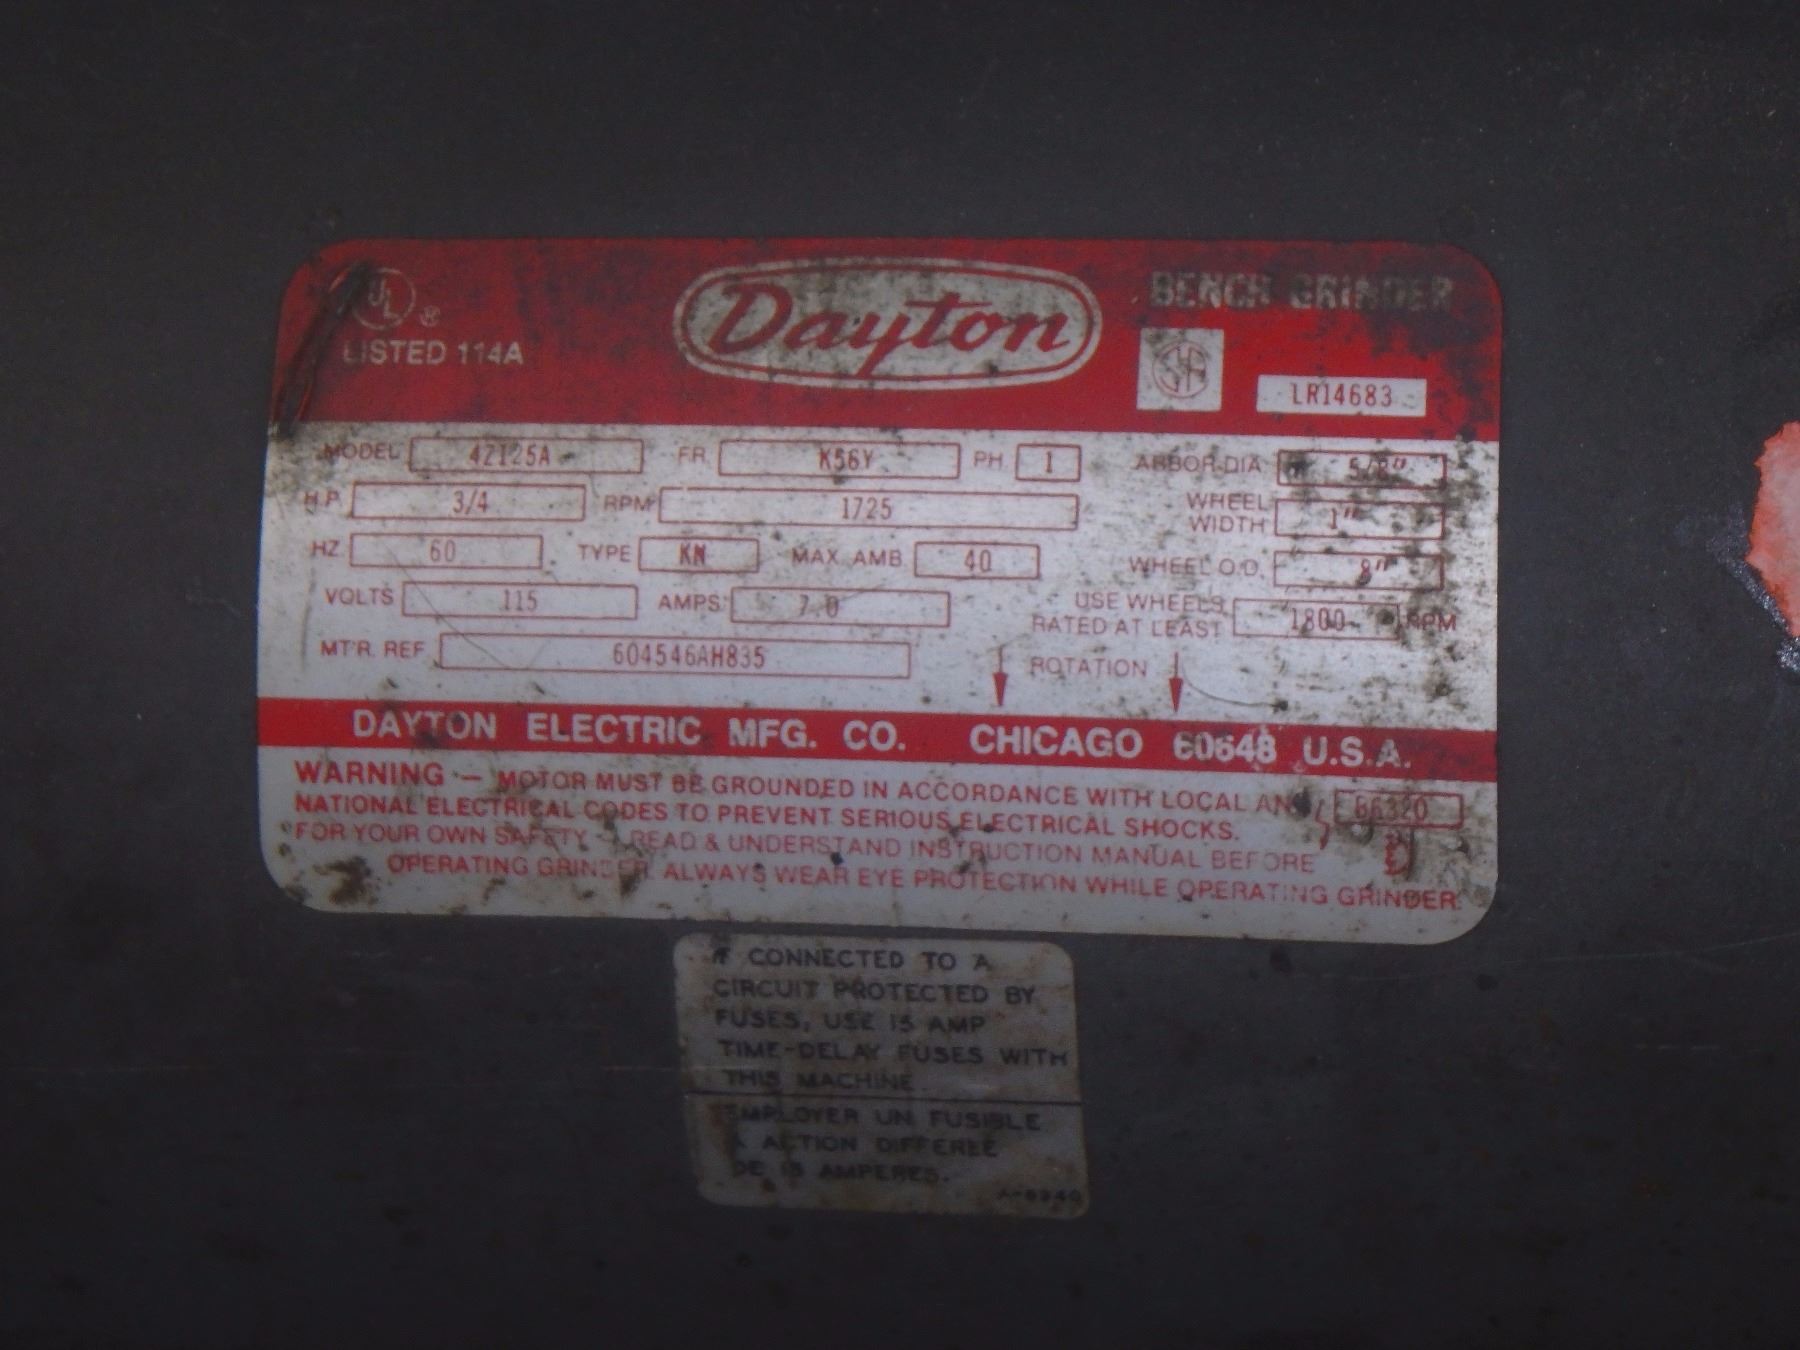 UL ®
LISTED 114A
Dayton
BENCH GRINDER
LR14683
MODEL 4Z125A FR. K56Y PH 1 ARBOR DIA 5/8"
H.P. 3/4 RPM 1725 WHEEL WIDTH 1"
HZ. 60 TYPE KN MAX. AMB. 40 WHEEL O.D. 8"
VOLTS 115 AMPS. 7.0 USE WHEELS RATED AT LEAST 1800 RPM
MT'R. REF. 604546AH835 ROTATION
DAYTON ELECTRIC MFG. CO. CHICAGO 60648 U.S.A.
WARNING — MOTOR MUST BE GROUNDED IN ACCORDANCE WITH LOCAL AND
NATIONAL ELECTRICAL CODES TO PREVENT SERIOUS ELECTRICAL SHOCKS.
B6320
FOR YOUR OWN SAFETY - READ & UNDERSTAND INSTRUCTION MANUAL BEFORE
OPERATING GRINDER. ALWAYS WEAR EYE PROTECTION WHILE OPERATING GRINDER.
IF CONNECTED TO A
CIRCUIT PROTECTED BY
FUSES, USE 15 AMP
TIME-DELAY FUSES WITH
THIS MACHINE
EMPLOYER UN FUSIBLE
A ACTION DIFFEREE
DE 15 AMPERES.